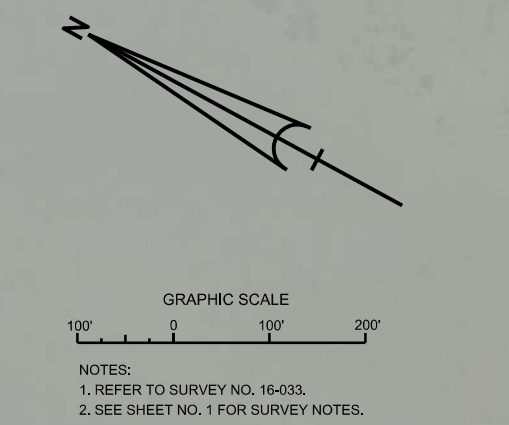 N
GRAPHIC SCALE
100' 0 100' 200'
NOTES:
1. REFER TO SURVEY NO. 16-033.
2. SEE SHEET NO. 1 FOR SURVEY NOTES.